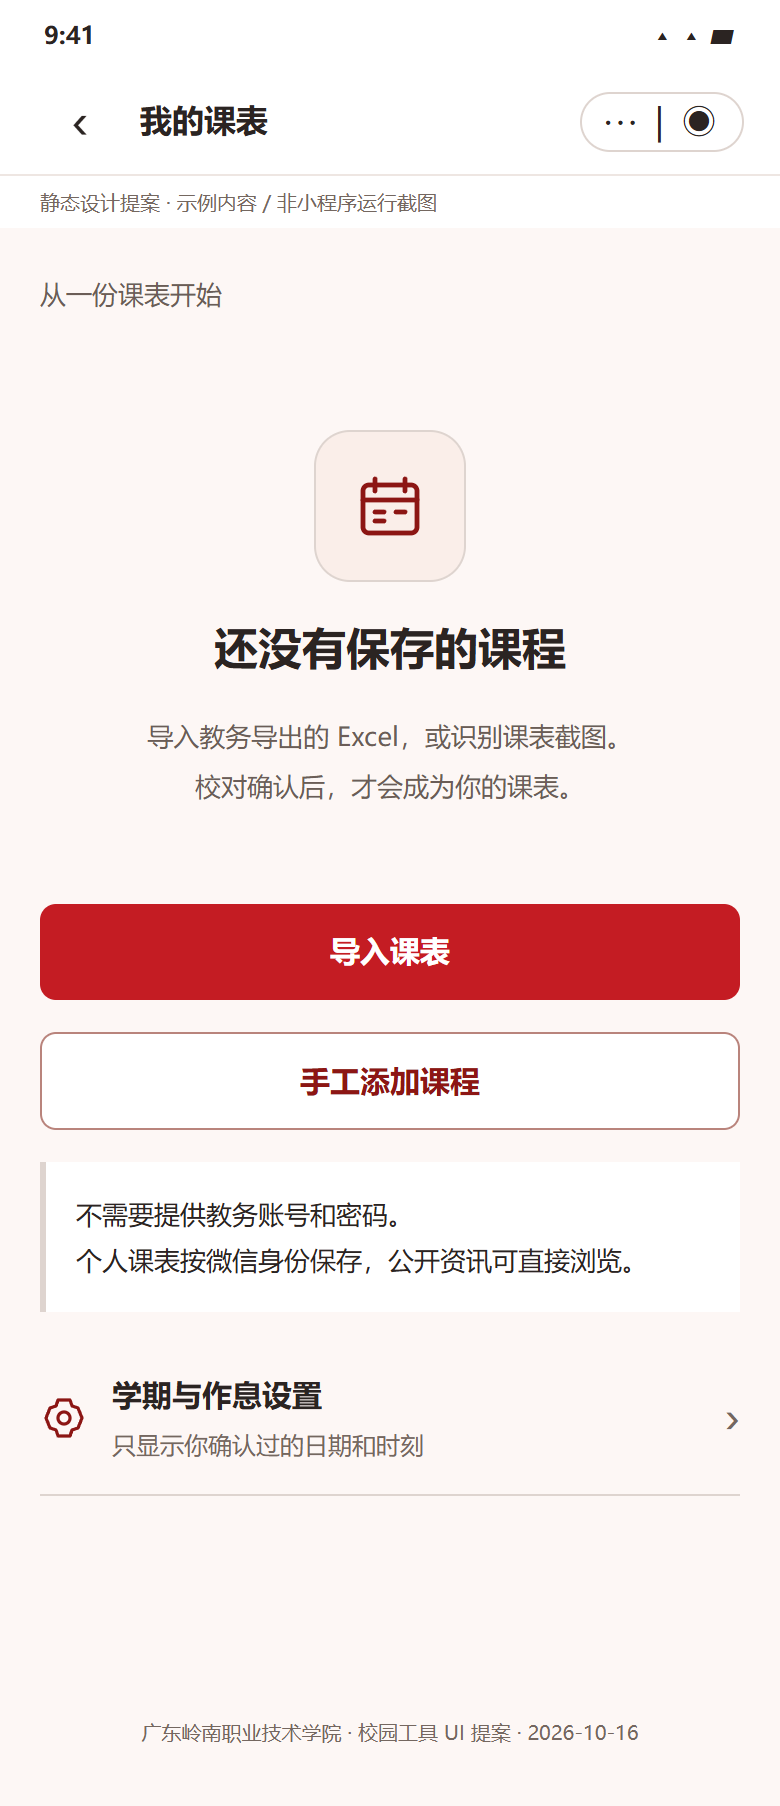 9:41
我的课表
静态设计提案 · 示例内容 / 非小程序运行截图
从一份课表开始
还没有保存的课程
导入教务导出的 Excel，或识别课表截图。
校对确认后，才会成为你的课表。
导入课表
手工添加课程
不需要提供教务账号和密码。
个人课表按微信身份保存，公开资讯可直接浏览。
学期与作息设置
只显示你确认过的日期和时刻
广东岭南职业技术学院 · 校园工具 UI 提案 · 2026-10-16